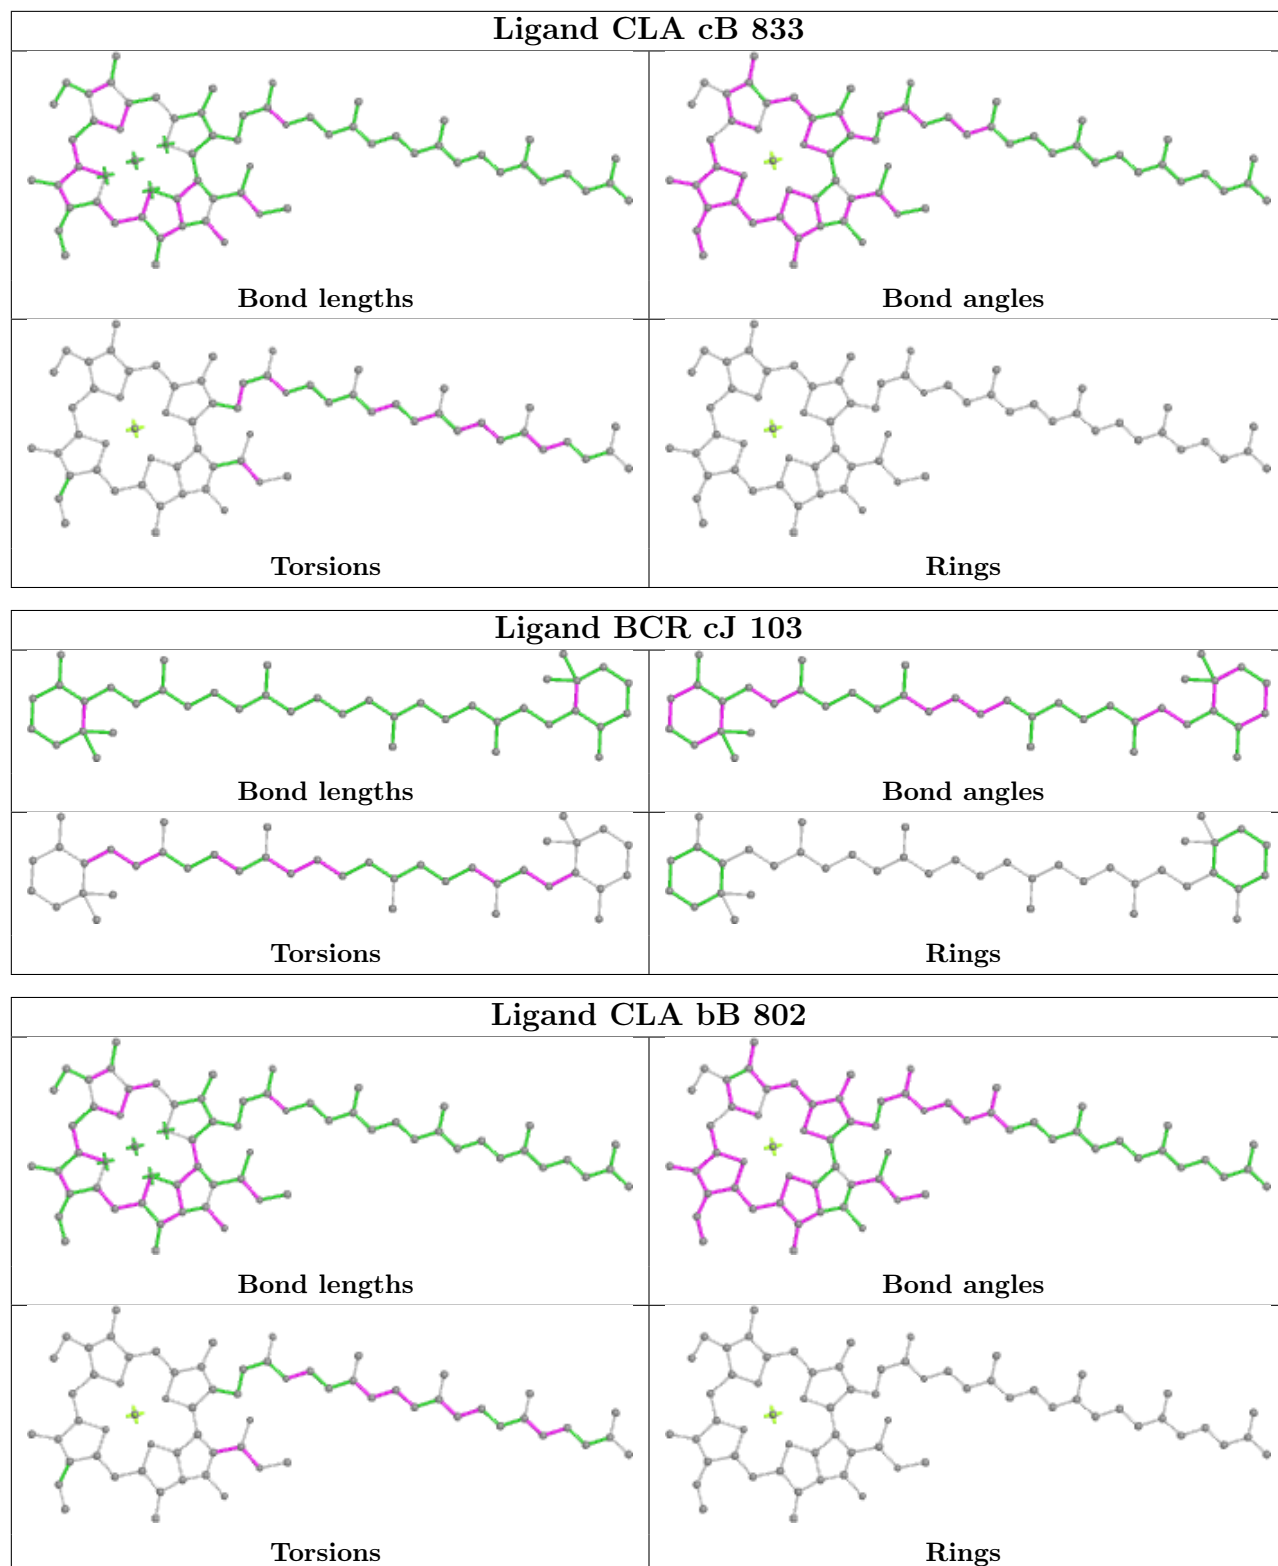 Ligand CLA cB 833
Bond lengths
Bond angles
Torsions
Rings
Ligand BCR cJ 103
Bond lengths
Bond angles
Torsions
Rings
Ligand CLA bB 802
Bond lengths
Bond angles
Torsions
Rings